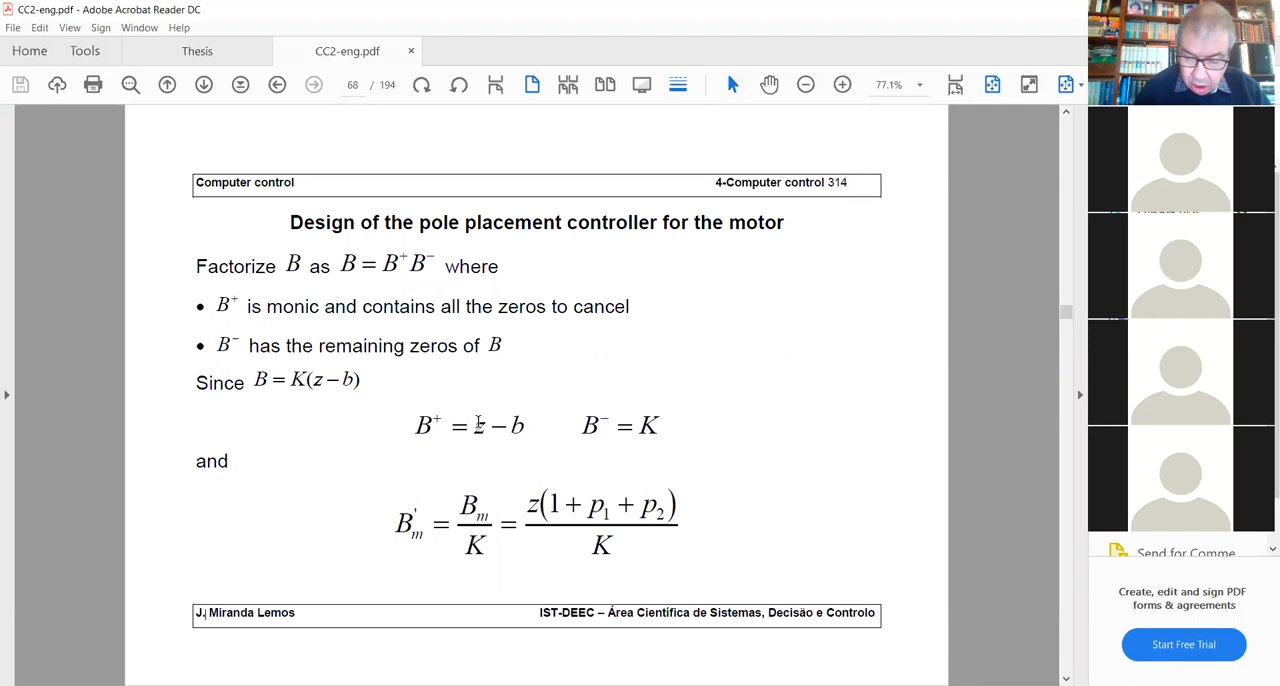 CC2-eng.pdf - Adobe Acrobat Reader DC
File Edit View Sign Window Help
Home Tools Thesis CC2-eng.pdf ×
68 / 194 77.1%
Computer control 4-Computer control 314
Design of the pole placement controller for the motor
Factorize B as B = B⁺B⁻ where
• B⁺ is monic and contains all the zeros to cancel
• B⁻ has the remaining zeros of B
Since B = K(z − b)
B⁺ = z − b B⁻ = K
and
B'ₘ = Bₘ/K = z(1 + p₁ + p₂)/K
J. Miranda Lemos IST-DEEC – Área Científica de Sistemas, Decisão e Controlo
Send for Comme
Create, edit and sign PDF
forms & agreements
Start Free Trial